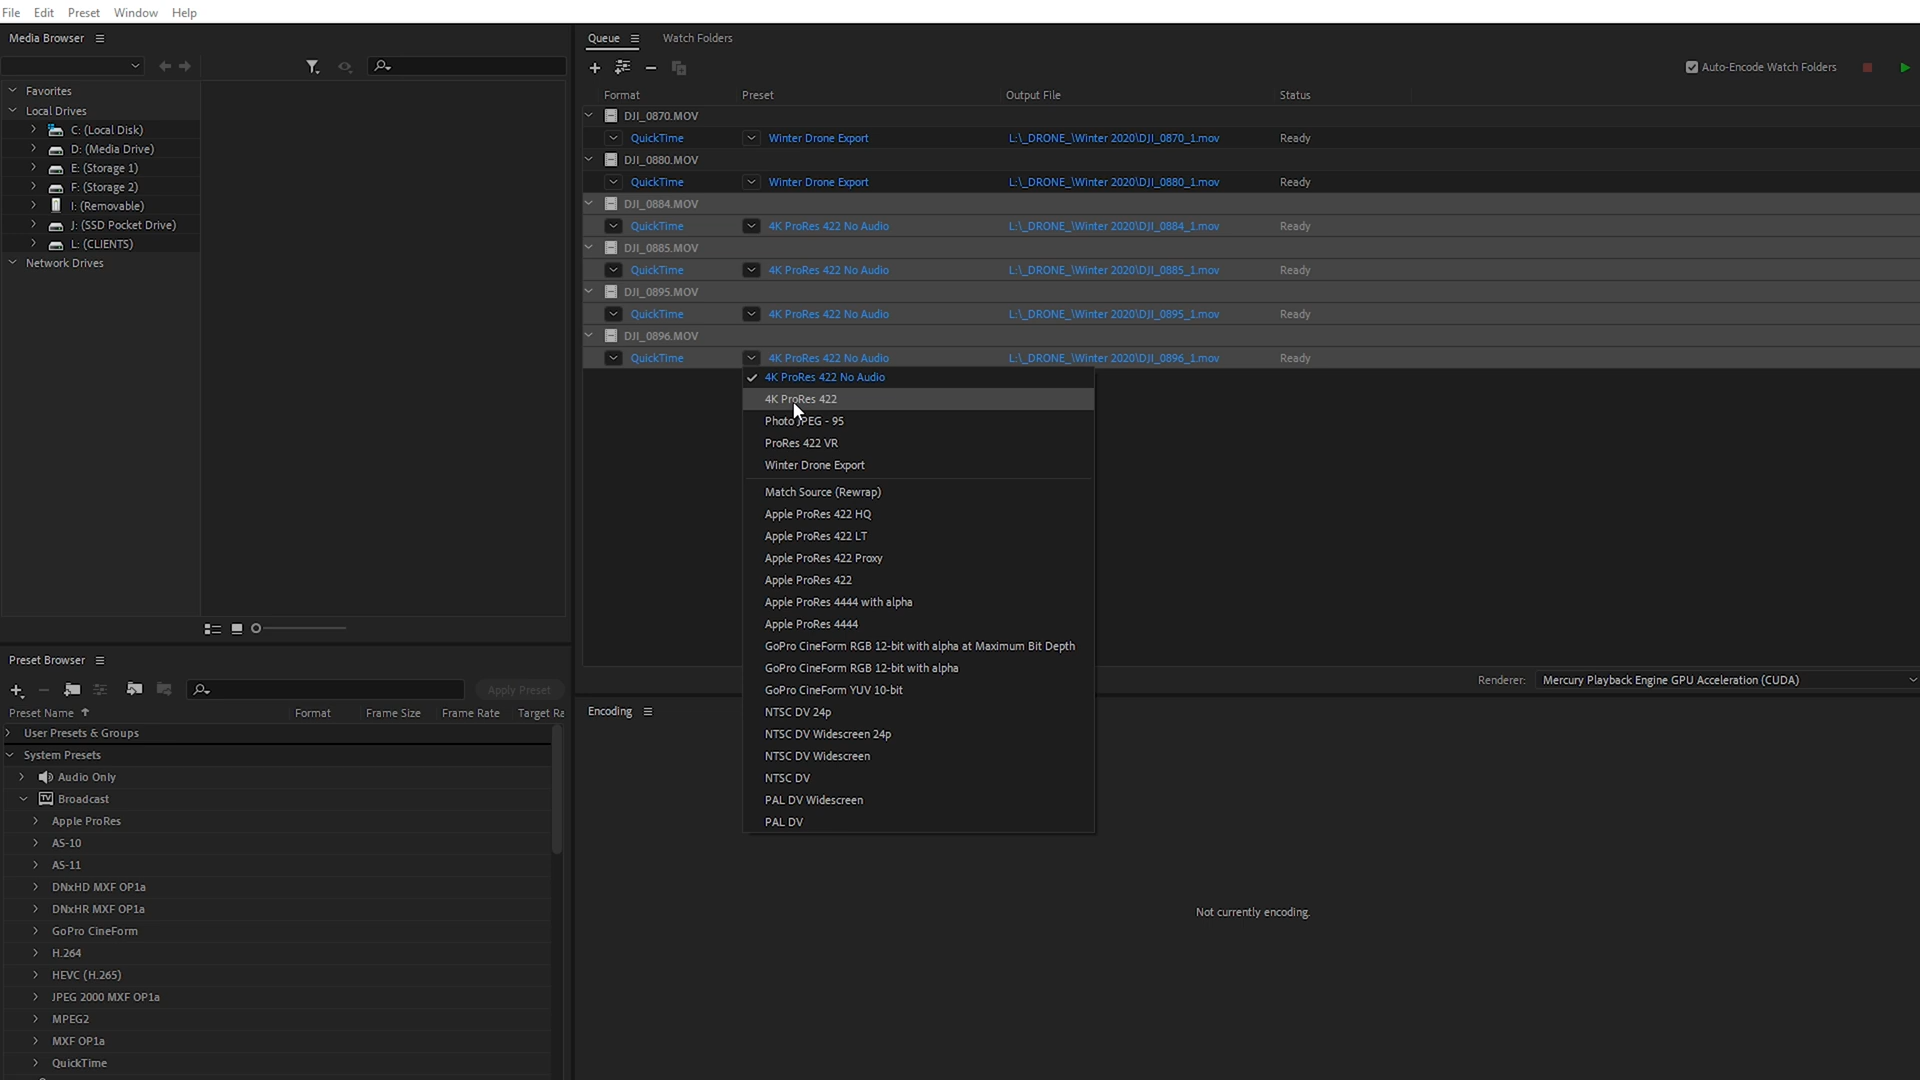 File Edit Preset Window Help
Media Browser
Favorites
Local Drives
C: (Local Disk)
D: (Media Drive)
E: (Storage 1)
F: (Storage 2)
I: (Removable)
J: (SSD Pocket Drive)
L: (CLIENTS)
Network Drives
Queue Watch Folders
Auto-Encode Watch Folders
Format Preset Output File Status
DJI_0870.MOV
QuickTime Winter Drone Export L:\_DRONE_\Winter 2020\DJI_0870_1.mov Ready
DJI_0880.MOV
QuickTime Winter Drone Export L:\_DRONE_\Winter 2020\DJI_0880_1.mov Ready
DJI_0884.MOV
QuickTime 4K ProRes 422 No Audio L:\_DRONE_\Winter 2020\DJI_0884_1.mov Ready
DJI_0885.MOV
QuickTime 4K ProRes 422 No Audio L:\_DRONE_\Winter 2020\DJI_0885_1.mov Ready
DJI_0895.MOV
QuickTime 4K ProRes 422 No Audio L:\_DRONE_\Winter 2020\DJI_0895_1.mov Ready
DJI_0896.MOV
QuickTime 4K ProRes 422 No Audio L:\_DRONE_\Winter 2020\DJI_0896_1.mov Ready
4K ProRes 422 No Audio
4K ProRes 422
Photo JPEG - 95
ProRes 422 VR
Winter Drone Export
Match Source (Rewrap)
Apple ProRes 422 HQ
Apple ProRes 422 LT
Apple ProRes 422 Proxy
Apple ProRes 422
Apple ProRes 4444 with alpha
Apple ProRes 4444
GoPro CineForm RGB 12-bit with alpha at Maximum Bit Depth
GoPro CineForm RGB 12-bit with alpha
GoPro CineForm YUV 10-bit
NTSC DV 24p
NTSC DV Widescreen 24p
NTSC DV Widescreen
NTSC DV
PAL DV Widescreen
PAL DV
Renderer: Mercury Playback Engine GPU Acceleration (CUDA)
Preset Browser
Apply Preset
Preset Name Format Frame Size Frame Rate Target Ra
User Presets & Groups
System Presets
Audio Only
Broadcast
Apple ProRes
AS-10
AS-11
DNxHD MXF OP1a
DNxHR MXF OP1a
GoPro CineForm
H.264
HEVC (H.265)
JPEG 2000 MXF OP1a
MPEG2
MXF OP1a
QuickTime
Encoding
Not currently encoding.